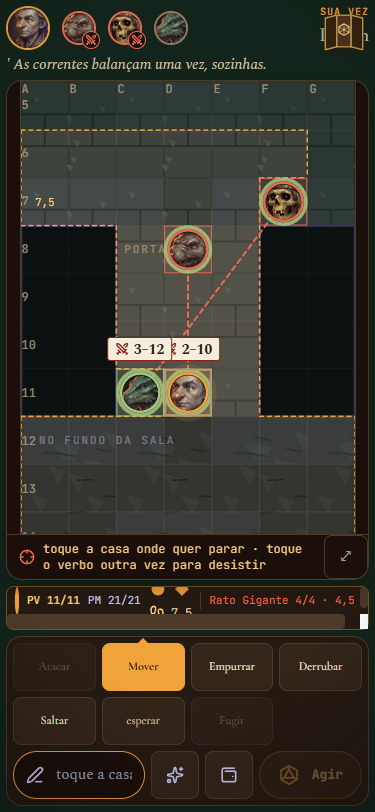 SUA VEZ
' As correntes balançam uma vez, sozinhas.
A B C D E F G
5
6
7 7,5
8 PORTA
9
10
3–12 2–10
11
12 NO FUNDO DA SALA
13
toque a casa onde quer parar · toque
o verbo outra vez para desistir
PV 11/11 PM 21/21 7,5 Rato Gigante 4/4 · 4,5
Atacar Mover Empurrar Derrubar
Saltar esperar Fugir
toque a casa Agir